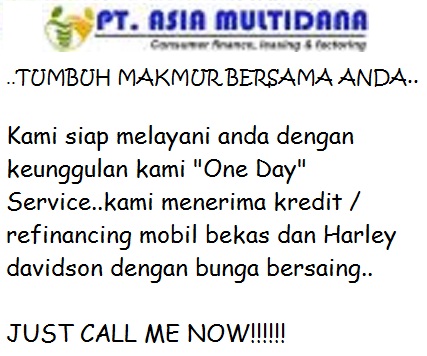 PT. ASIA MULTIDANA
Consumer finance, leasing & factoring
..TUMBUH MAKMUR BERSAMA ANDA..
Kami siap melayani anda dengan
keunggulan kami "One Day"
Service..kami menerima kredit /
refinancing mobil bekas dan Harley
davidson dengan bunga bersaing..
JUST CALL ME NOW!!!!!!